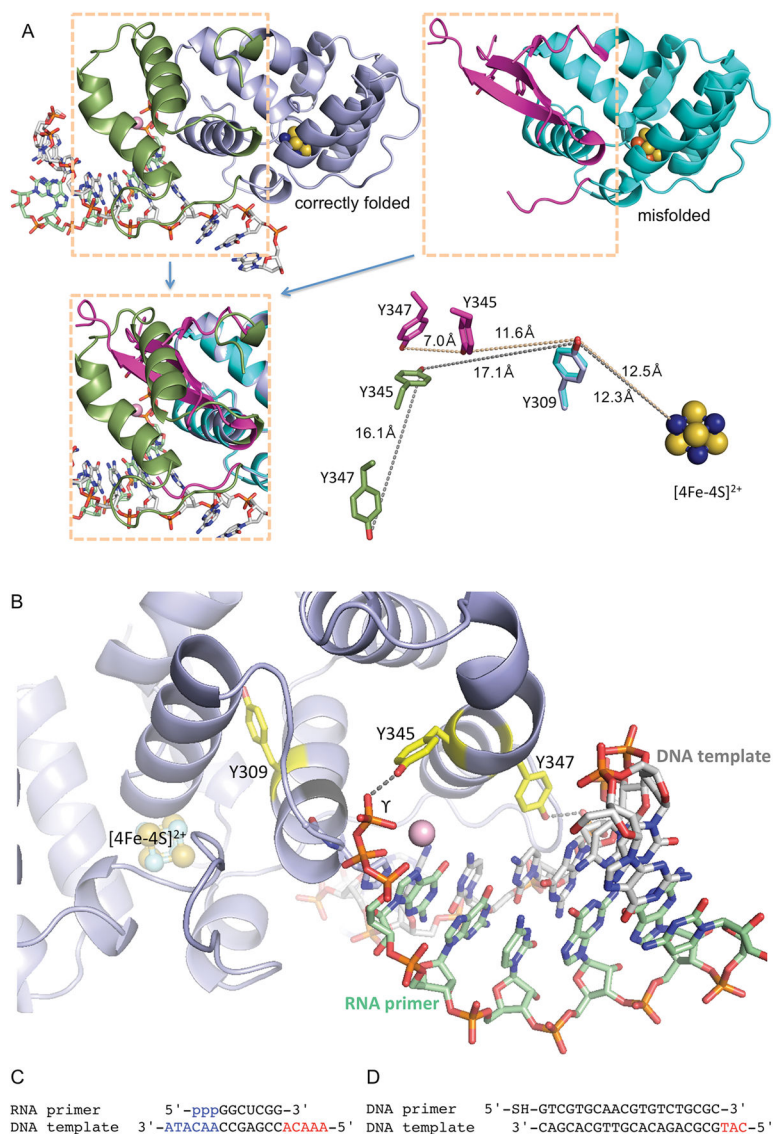 A
correctly folded
misfolded
Y347
Y345
7.0Å
11.6Å
17.1Å
Y345
Y309
12.5Å
12.3Å
16.1Å
Y347
[4Fe-4S]²⁺
B
Y345
Y347
DNA template
Y309
ϒ
[4Fe-4S]²⁺
RNA primer
C
RNA primer 5'-pppGGCUCGG-3'
DNA template 3'-ATACAACCGAGCCACAAA-5'
D
DNA primer 5'-SH-GTCGTGCAACGTGTCTGCGC-3'
DNA template 3'-CAGCACGTTGCACAGACGCGTAC-5'